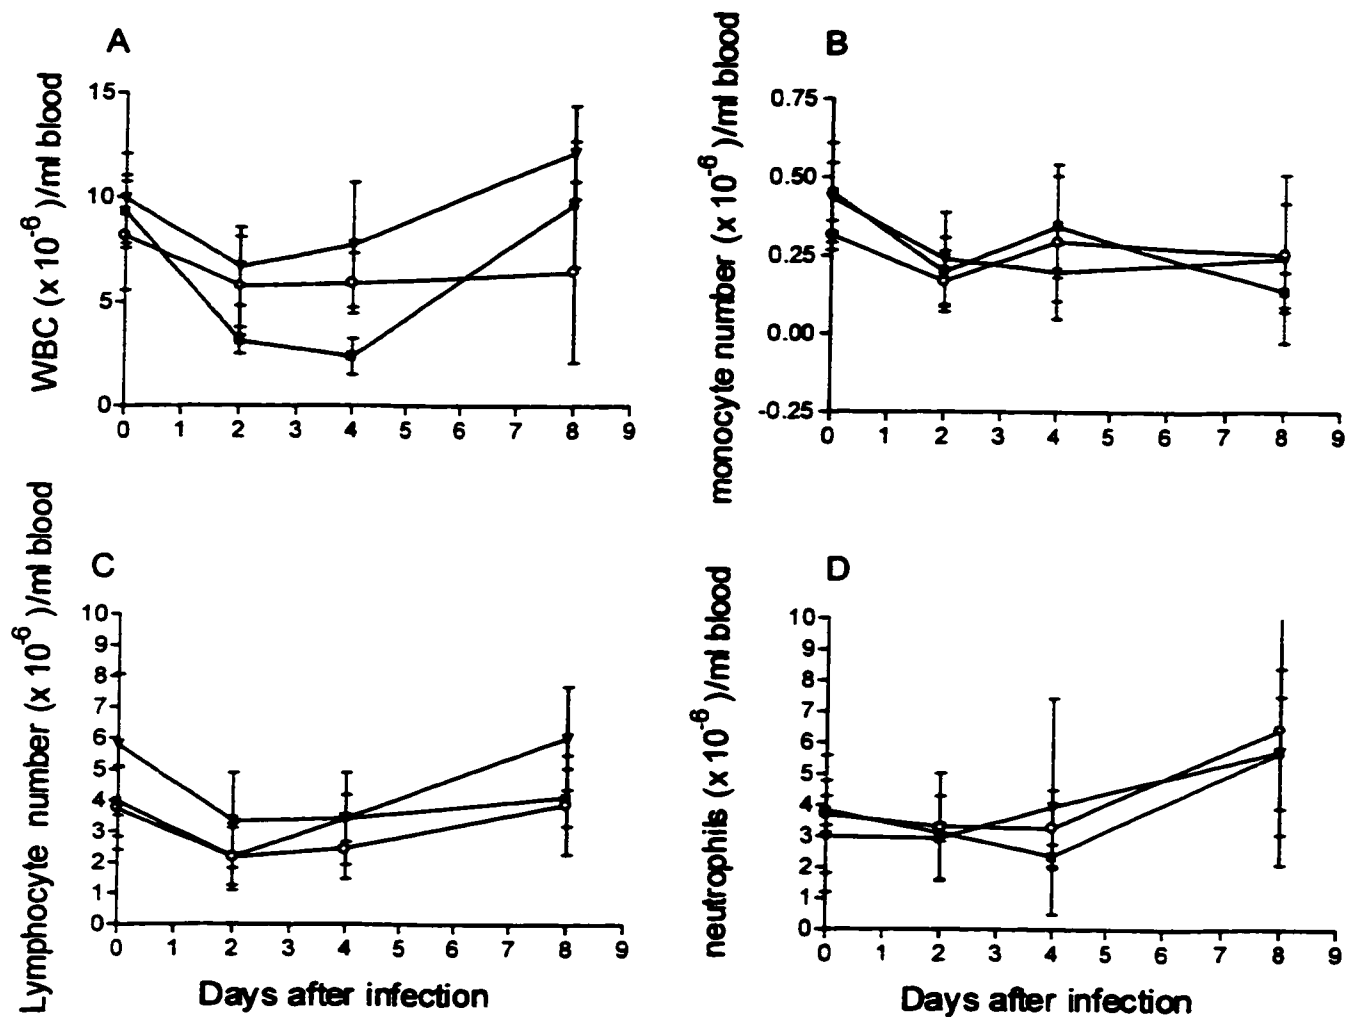 A
WBC (x 10⁻⁶)/ml blood
15
10
5
0
0 1 2 3 4 5 6 7 8 9
B
monocyte number (x 10⁻⁶)/ml blood
0.75
0.50
0.25
0.00
-0.25
0 1 2 3 4 5 6 7 8 9
C
Lymphocyte number (x 10⁻⁶)/ml blood
10
9
8
7
6
5
4
3
2
1
0
0 1 2 3 4 5 6 7 8 9
Days after infection
D
neutrophils (x 10⁻⁶)/ml blood
10
9
8
7
6
5
4
3
2
1
0
0 1 2 3 4 5 6 7 8 9
Days after infection